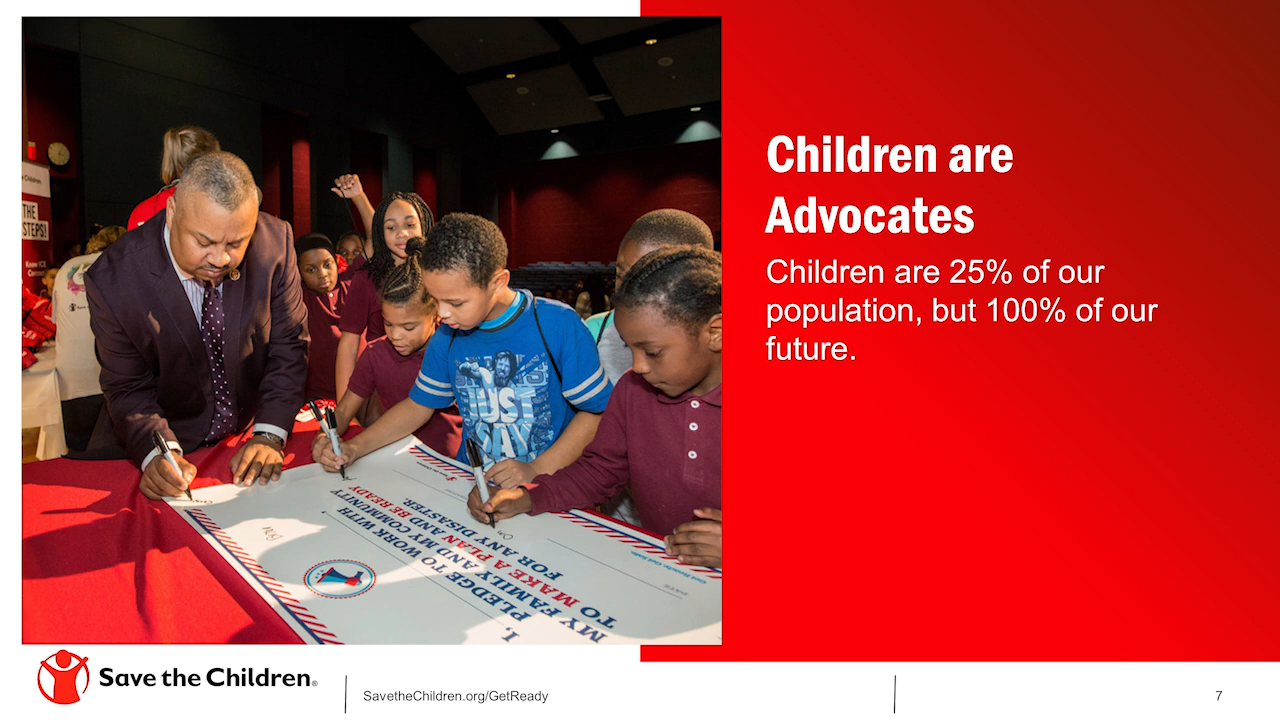 Children are
Advocates
Children are 25% of our
population, but 100% of our
future.
THE
STEPS!
JUST
SAY
I,
PLEDGE TO WORK WITH
MY FAMILY AND MY COMMUNITY
TO MAKE A PLAN AND BE READY
FOR ANY DISASTER.
Save the Children®
SavetheChildren.org/GetReady
7